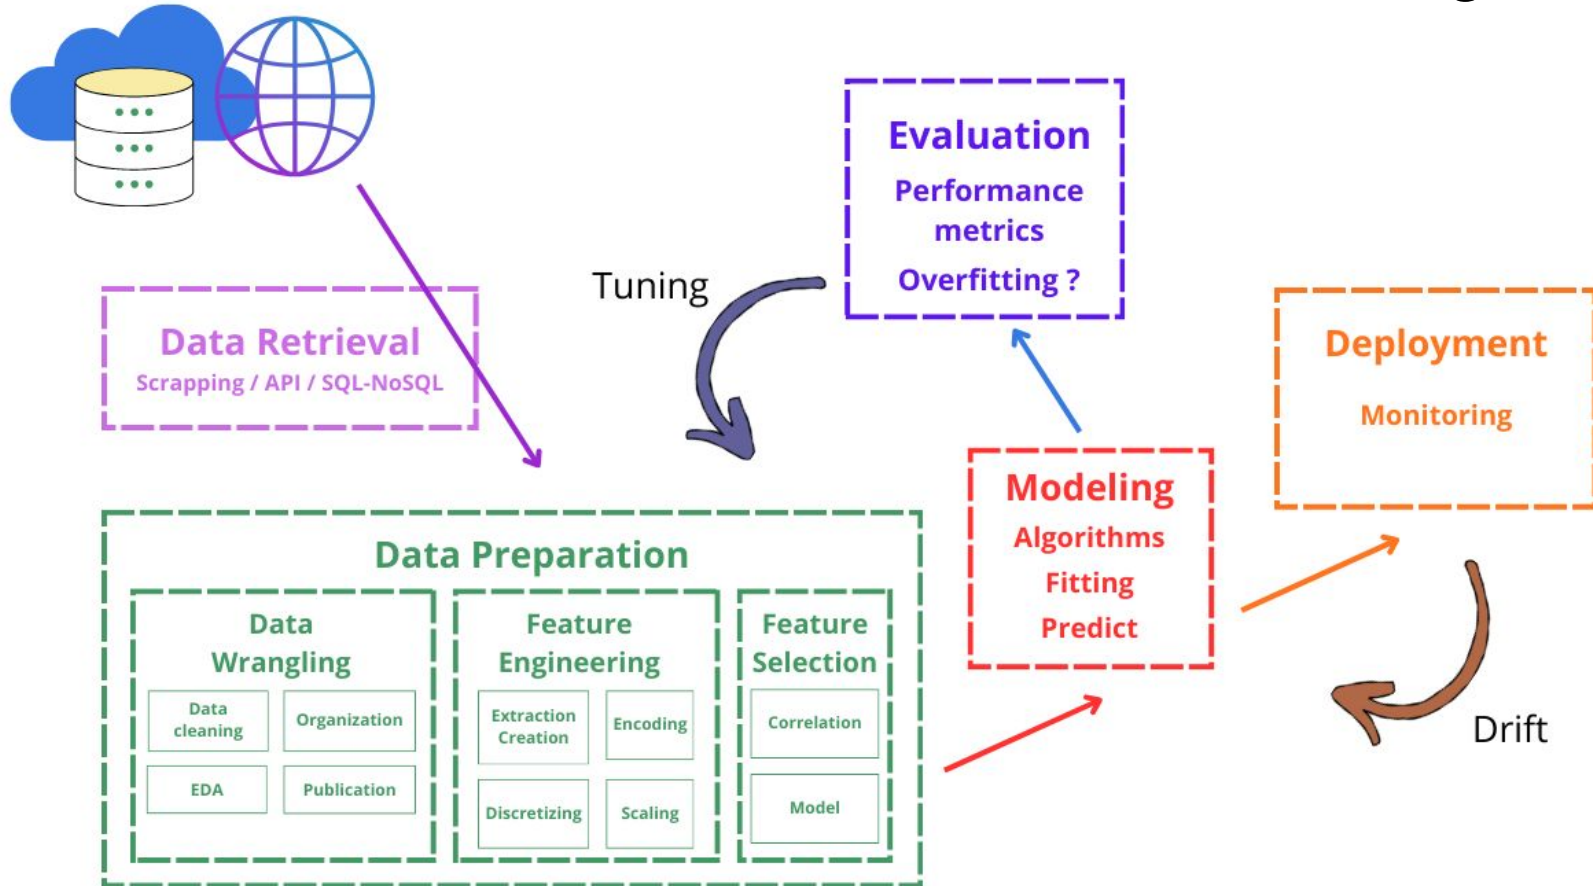 Evaluation
Performance
metrics
Overfitting ?
Tuning
Data Retrieval
Scrapping / API / SQL-NoSQL
Deployment
Monitoring
Modeling
Algorithms
Fitting
Predict
Data Preparation
Data
Wrangling
Data
cleaning
Organization
EDA
Publication
Feature
Engineering
Extraction
Creation
Encoding
Discretizing
Scaling
Feature
Selection
Correlation
Model
Drift